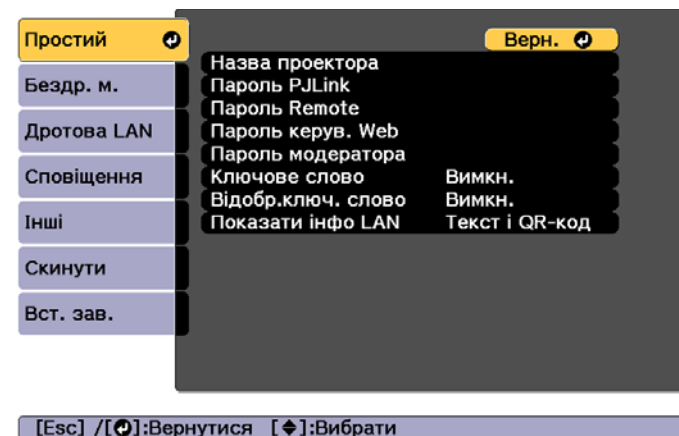 Простий
Бездр. м.
Дротова LAN
Сповіщення
Інші
Скинути
Вст. зав.
Верн.
Назва проектора
Пароль PJLink
Пароль Remote
Пароль керув. Web
Пароль модератора
Ключове слово Вимкн.
Відобр.ключ. слово Вимкн.
Показати інфо LAN Текст і QR-код
[Esc] /[]:Вернутися []:Вибрати